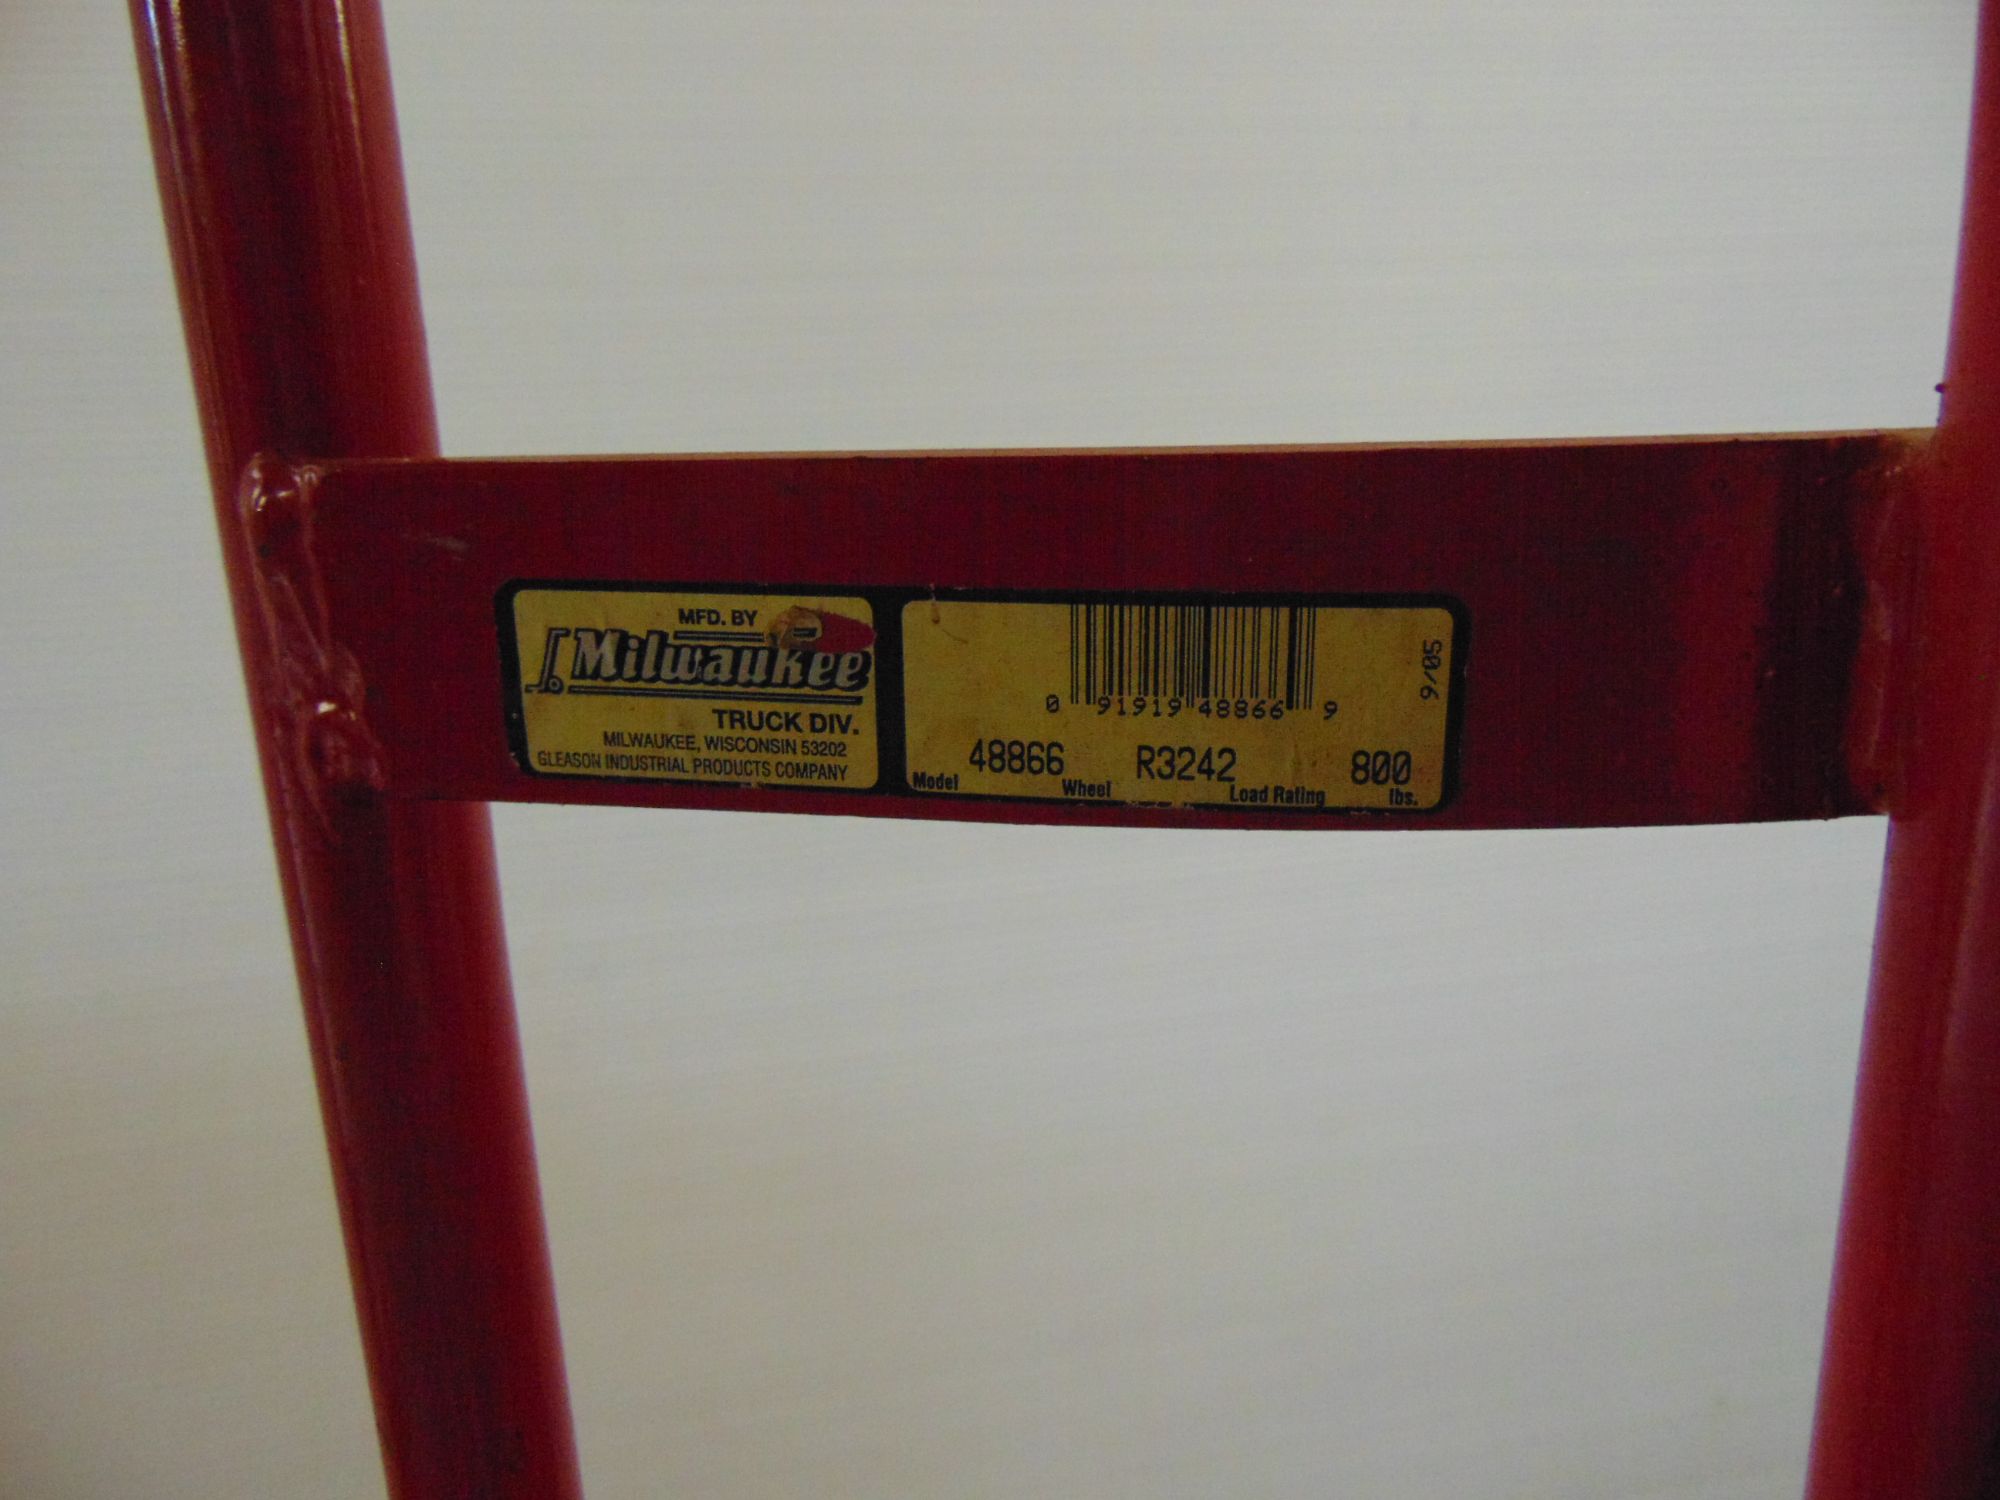 MFD. BY
Milwaukee
TRUCK DIV.
MILWAUKEE, WISCONSIN 53202
GLEASON INDUSTRIAL PRODUCTS COMPANY
0 91919 48866 9
9/05
Model 48866 Wheel R3242 Load Rating 800 lbs.